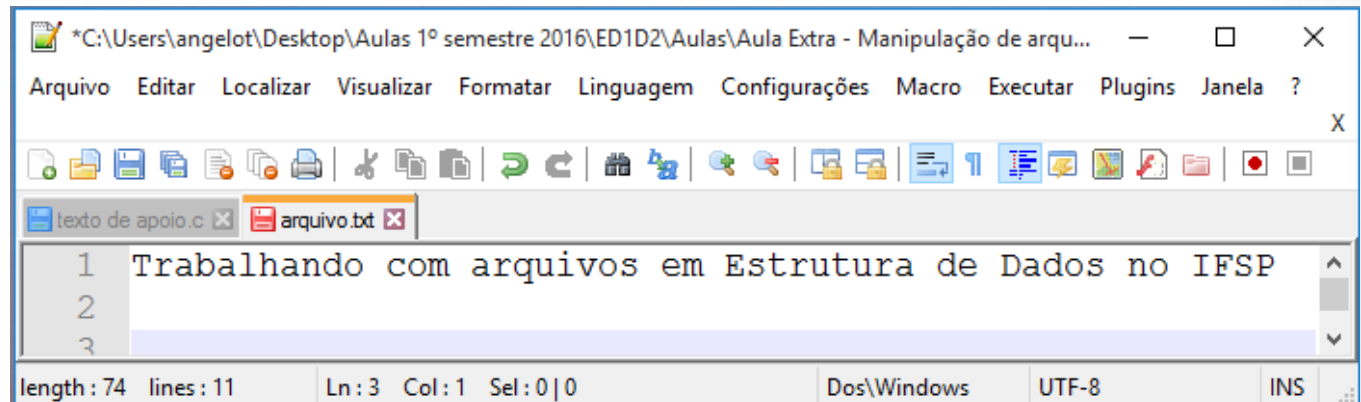 *C:\Users\angelot\Desktop\Aulas 1º semestre 2016\ED1D2\Aulas\Aula Extra - Manipulação de arqu...
Arquivo Editar Localizar Visualizar Formatar Linguagem Configurações Macro Executar Plugins Janela ?
X
texto de apoio.c arquivo.txt
1 Trabalhando com arquivos em Estrutura de Dados no IFSP
2
3
length : 74 lines : 11 Ln : 3 Col : 1 Sel : 0 | 0 Dos\Windows UTF-8 INS